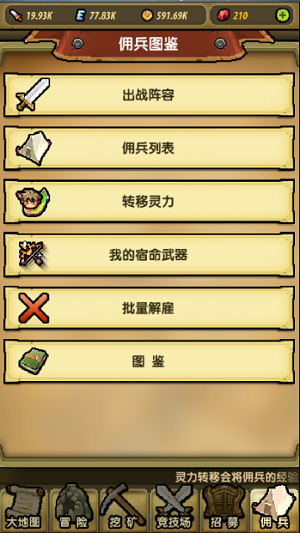 19.93K
77.83K
591.69K
210
佣兵图鉴
出战阵容
佣兵列表
转移灵力
我的宿命武器
批量解雇
图 鉴
灵力转移会将佣兵的经验
大地图
冒险
挖矿
竞技场
招募
佣兵